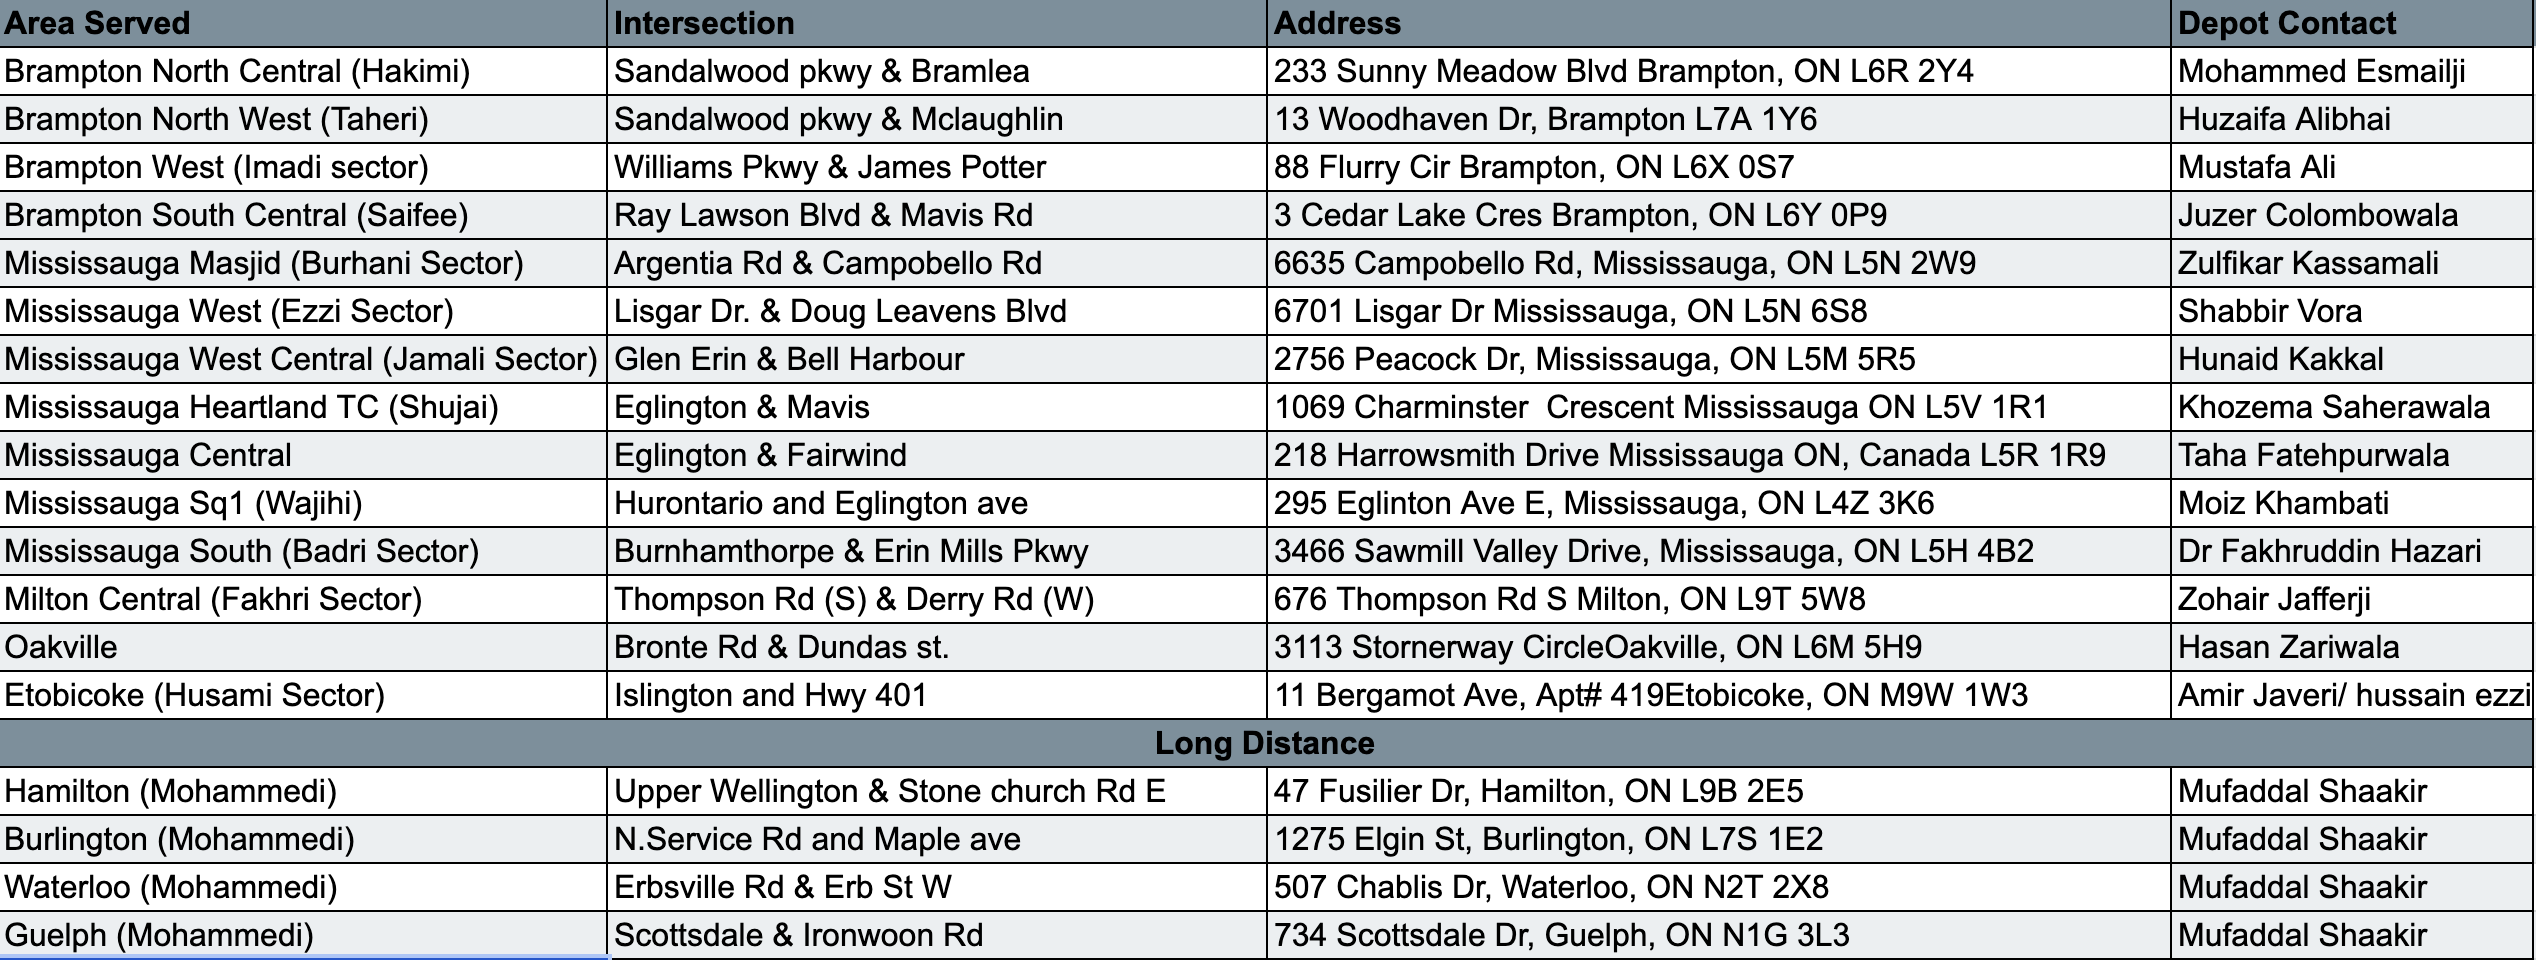 Area Served Intersection Address Depot Contact
Brampton North Central (Hakimi) Sandalwood pkwy & Bramlea 233 Sunny Meadow Blvd Brampton, ON L6R 2Y4 Mohammed Esmailji
Brampton North West (Taheri) Sandalwood pkwy & Mclaughlin 13 Woodhaven Dr, Brampton L7A 1Y6 Huzaifa Alibhai
Brampton West (Imadi sector) Williams Pkwy & James Potter 88 Flurry Cir Brampton, ON L6X 0S7 Mustafa Ali
Brampton South Central (Saifee) Ray Lawson Blvd & Mavis Rd 3 Cedar Lake Cres Brampton, ON L6Y 0P9 Juzer Colombowala
Mississauga Masjid (Burhani Sector) Argentia Rd & Campobello Rd 6635 Campobello Rd, Mississauga, ON L5N 2W9 Zulfikar Kassamali
Mississauga West (Ezzi Sector) Lisgar Dr. & Doug Leavens Blvd 6701 Lisgar Dr Mississauga, ON L5N 6S8 Shabbir Vora
Mississauga West Central (Jamali Sector) Glen Erin & Bell Harbour 2756 Peacock Dr, Mississauga, ON L5M 5R5 Hunaid Kakkal
Mississauga Heartland TC (Shujai) Eglington & Mavis 1069 Charminster  Crescent Mississauga ON L5V 1R1 Khozema Saherawala
Mississauga Central Eglington & Fairwind 218 Harrowsmith Drive Mississauga ON, Canada L5R 1R9 Taha Fatehpurwala
Mississauga Sq1 (Wajihi) Hurontario and Eglington ave 295 Eglinton Ave E, Mississauga, ON L4Z 3K6 Moiz Khambati
Mississauga South (Badri Sector) Burnhamthorpe & Erin Mills Pkwy 3466 Sawmill Valley Drive, Mississauga, ON L5H 4B2 Dr Fakhruddin Hazari
Milton Central (Fakhri Sector) Thompson Rd (S) & Derry Rd (W) 676 Thompson Rd S Milton, ON L9T 5W8 Zohair Jafferji
Oakville Bronte Rd & Dundas st. 3113 Stornerway CircleOakville, ON L6M 5H9 Hasan Zariwala
Etobicoke (Husami Sector) Islington and Hwy 401 11 Bergamot Ave, Apt# 419Etobicoke, ON M9W 1W3 Amir Javeri/ hussain ezzi
Long Distance
Hamilton (Mohammedi) Upper Wellington & Stone church Rd E 47 Fusilier Dr, Hamilton, ON L9B 2E5 Mufaddal Shaakir
Burlington (Mohammedi) N.Service Rd and Maple ave 1275 Elgin St, Burlington, ON L7S 1E2 Mufaddal Shaakir
Waterloo (Mohammedi) Erbsville Rd & Erb St W 507 Chablis Dr, Waterloo, ON N2T 2X8 Mufaddal Shaakir
Guelph (Mohammedi) Scottsdale & Ironwoon Rd 734 Scottsdale Dr, Guelph, ON N1G 3L3 Mufaddal Shaakir